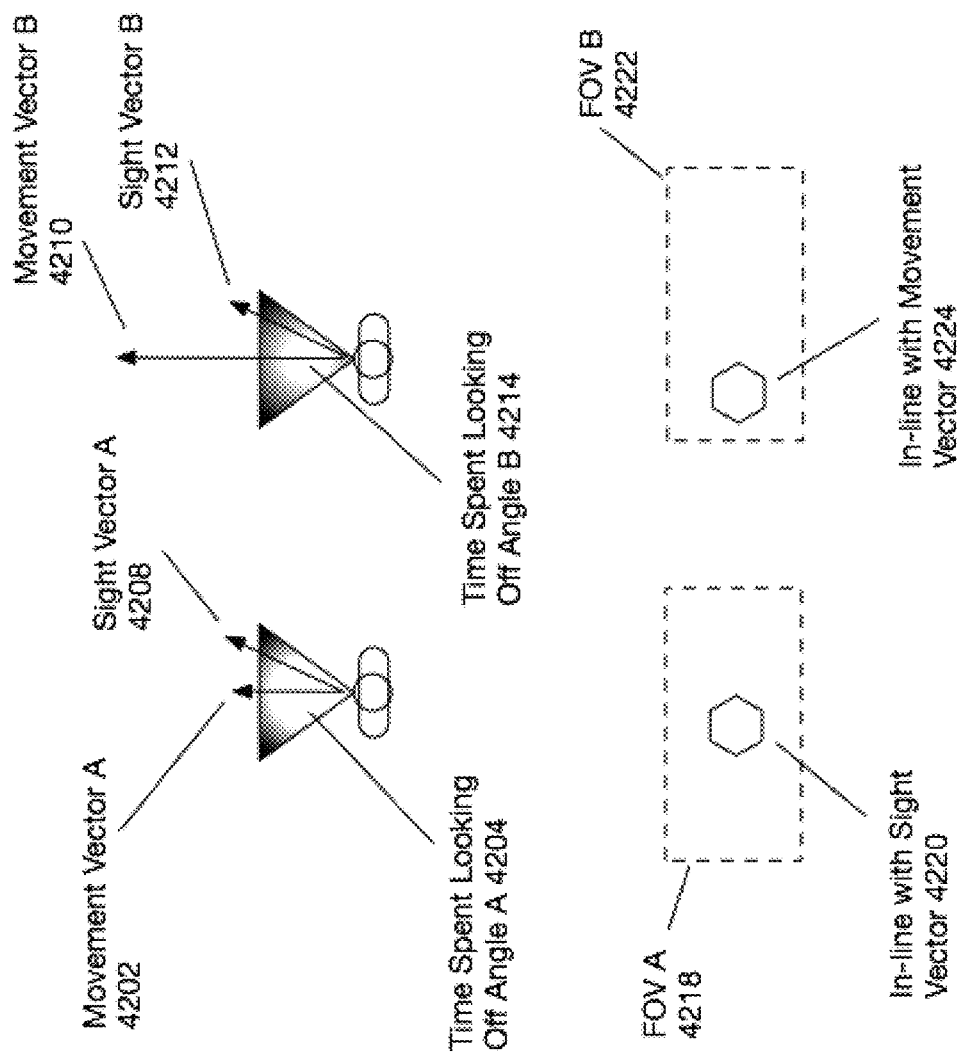 Movement Vector A
4202
Sight Vector A
4208
Movement Vector B
4210
Sight Vector B
4212
Time Spent Looking
Off Angle A 4204
Time Spent Looking
Off Angle B 4214
FOV A
4218
In-line with Sight
Vector 4220
FOV B
4222
In-line with Movement
Vector 4224